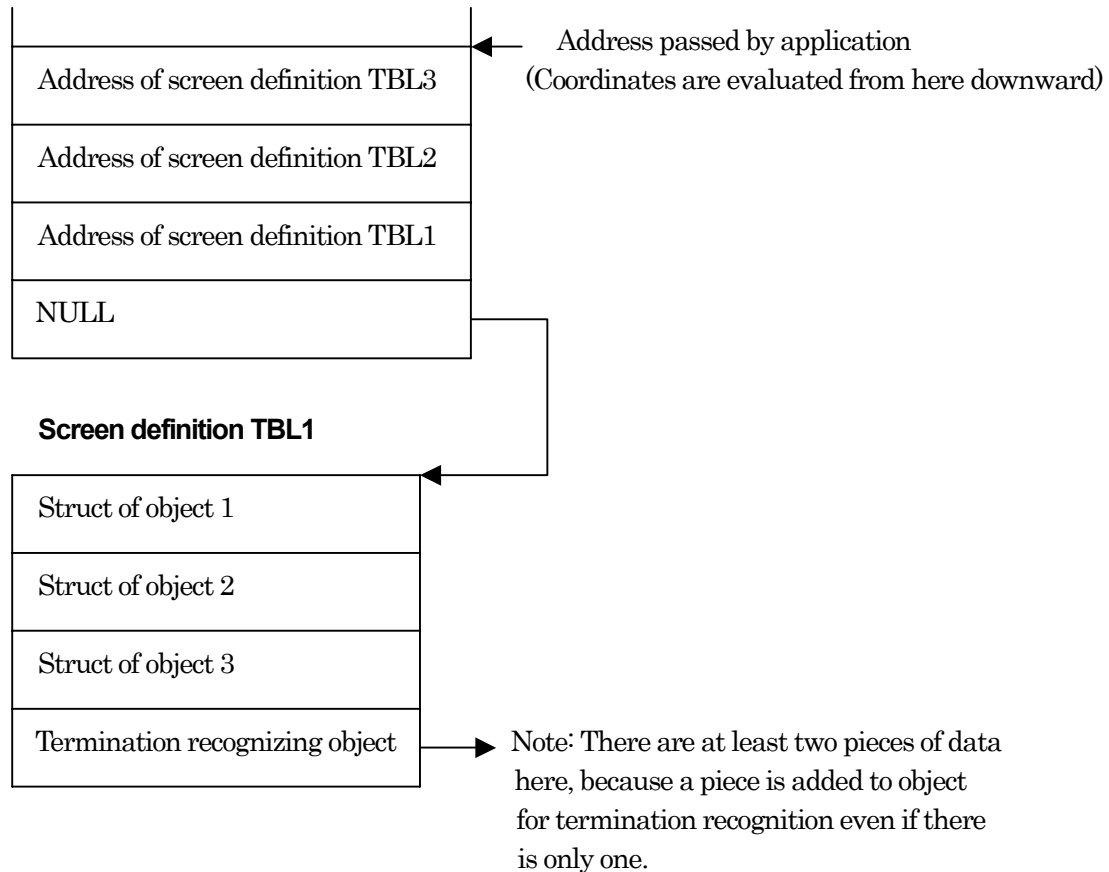 Address passed by application
(Coordinates are evaluated from here downward)
Address of screen definition TBL3
Address of screen definition TBL2
Address of screen definition TBL1
NULL
Screen definition TBL1
Struct of object 1
Struct of object 2
Struct of object 3
Termination recognizing object
Note: There are at least two pieces of data
here, because a piece is added to object
for termination recognition even if there
is only one.